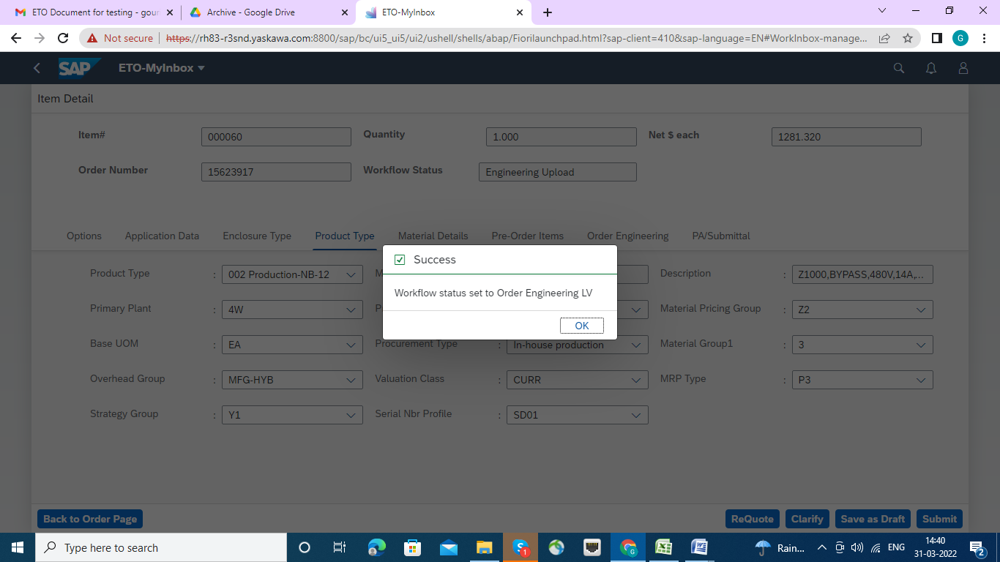 ETO Document for testing - gour
Archive - Google Drive
ETO-MyInbox
Not secure
https://rh83-r3snd.yaskawa.com:8800/sap/bc/ui5_ui5/ui2/ushell/shells/abap/Fiorilaunchpad.html?sap-client=410&sap-language=EN#WorkInbox-manage...
G
SAP ETO-MyInbox
Item Detail
Item# 000060 Quantity 1.000 Net $ each 1281.320
Order Number 15623917 Workflow Status Engineering Upload
Options Application Data Enclosure Type Product Type Material Details Pre-Order Items Order Engineering PA/Submittal
Success
Workflow status set to Order Engineering LV
OK
Product Type : 002 Production-NB-12 Description : Z1000,BYPASS,480V,14A,...
Primary Plant : 4W Material Pricing Group : Z2
Base UOM : EA Procurement Type : In-house production Material Group1 : 3
Overhead Group : MFG-HYB Valuation Class : CURR MRP Type : P3
Strategy Group : Y1 Serial Nbr Profile : SD01
Back to Order Page ReQuote Clarify Save as Draft Submit
Type here to search
1
G
Rain...
ENG
14:40
31-03-2022
2